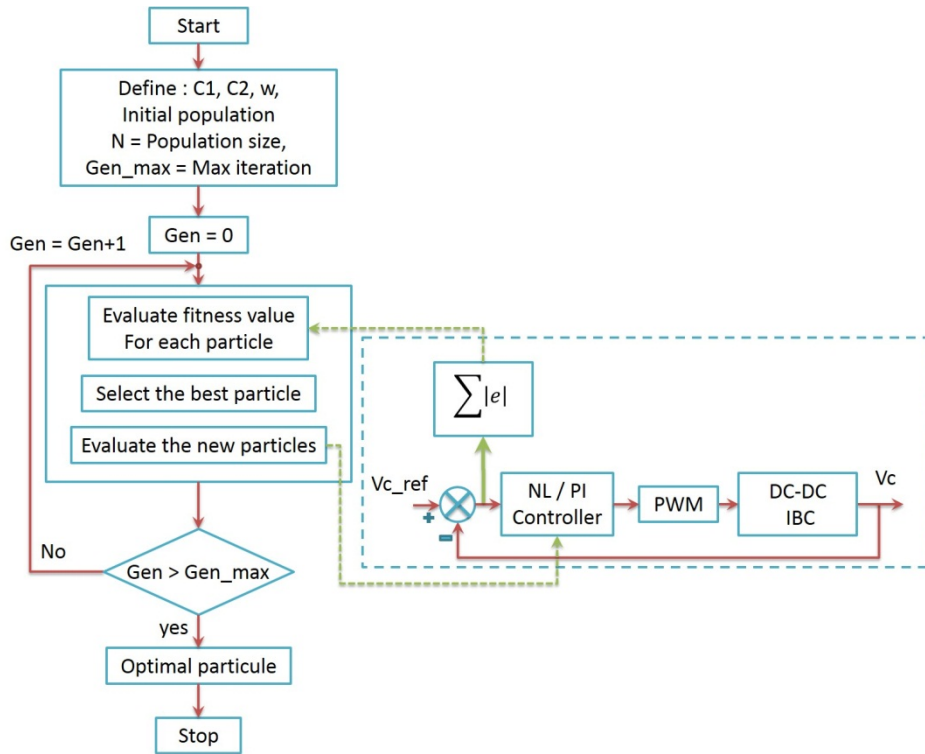 Start
Define : C1, C2, w,
Initial population
N = Population size,
Gen_max = Max iteration
Gen = 0
Gen = Gen+1
Evaluate fitness value
For each particle
Select the best particle
Evaluate the new particles
∑|e|
Vc_ref
+
-
NL / PI
Controller
PWM
DC-DC
IBC
Vc
No
Gen > Gen_max
yes
Optimal particule
Stop